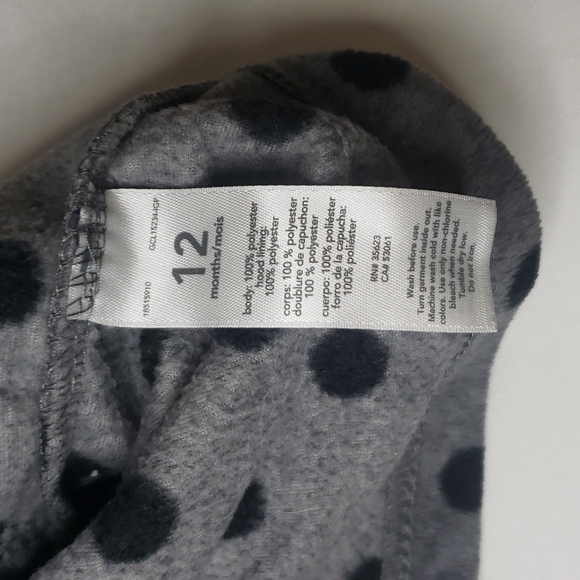 18515910
GCL15234JGP
12
months/mois
body: 100% polyester
hood lining:
100% polyester
corps: 100 % polyester
doublure de capuchon:
100 % polyester
cuerpo: 100% poliéster
forro de la capucha:
100% poliéster
RN# 35623
CA# 53061
Wash before use.
Turn garment inside out.
Machine wash cold with like
colors. Use only non-chlorine
bleach when needed.
Tumble dry low.
Do not iron.